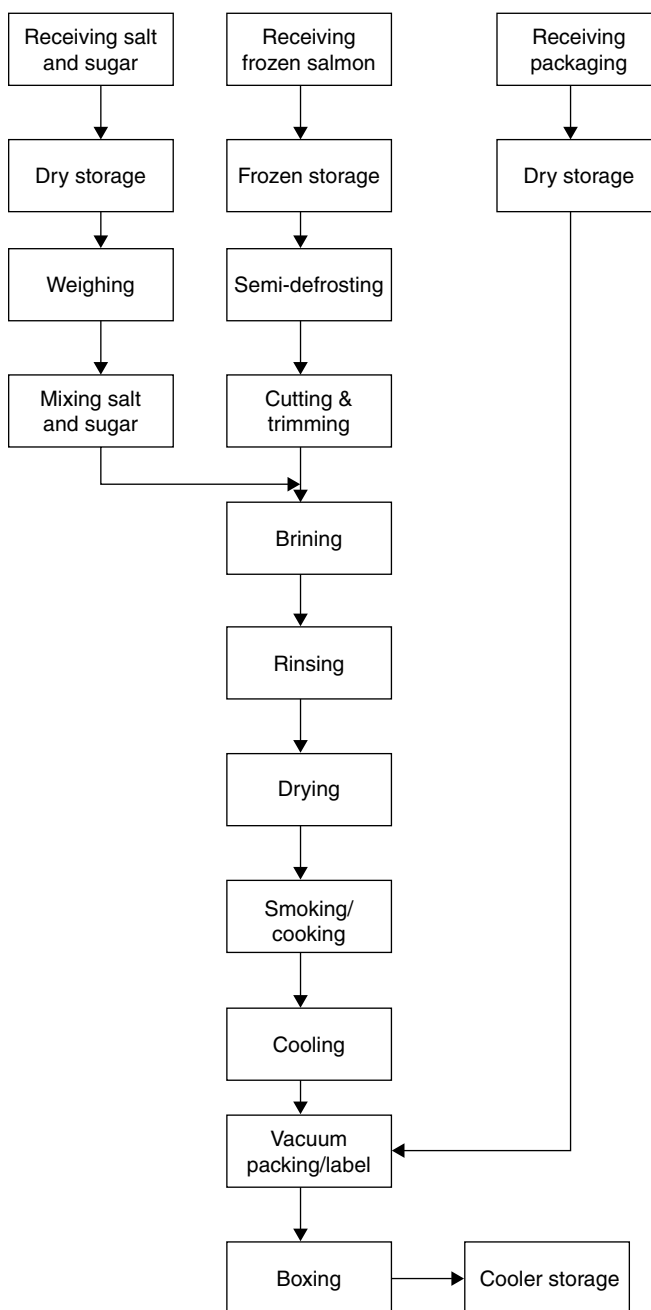 Receiving salt
and sugar
Receiving
frozen salmon
Receiving
packaging
Dry storage
Frozen storage
Dry storage
Weighing
Semi-defrosting
Mixing salt
and sugar
Cutting &
trimming
Brining
Rinsing
Drying
Smoking/
cooking
Cooling
Vacuum
packing/label
Boxing
Cooler storage